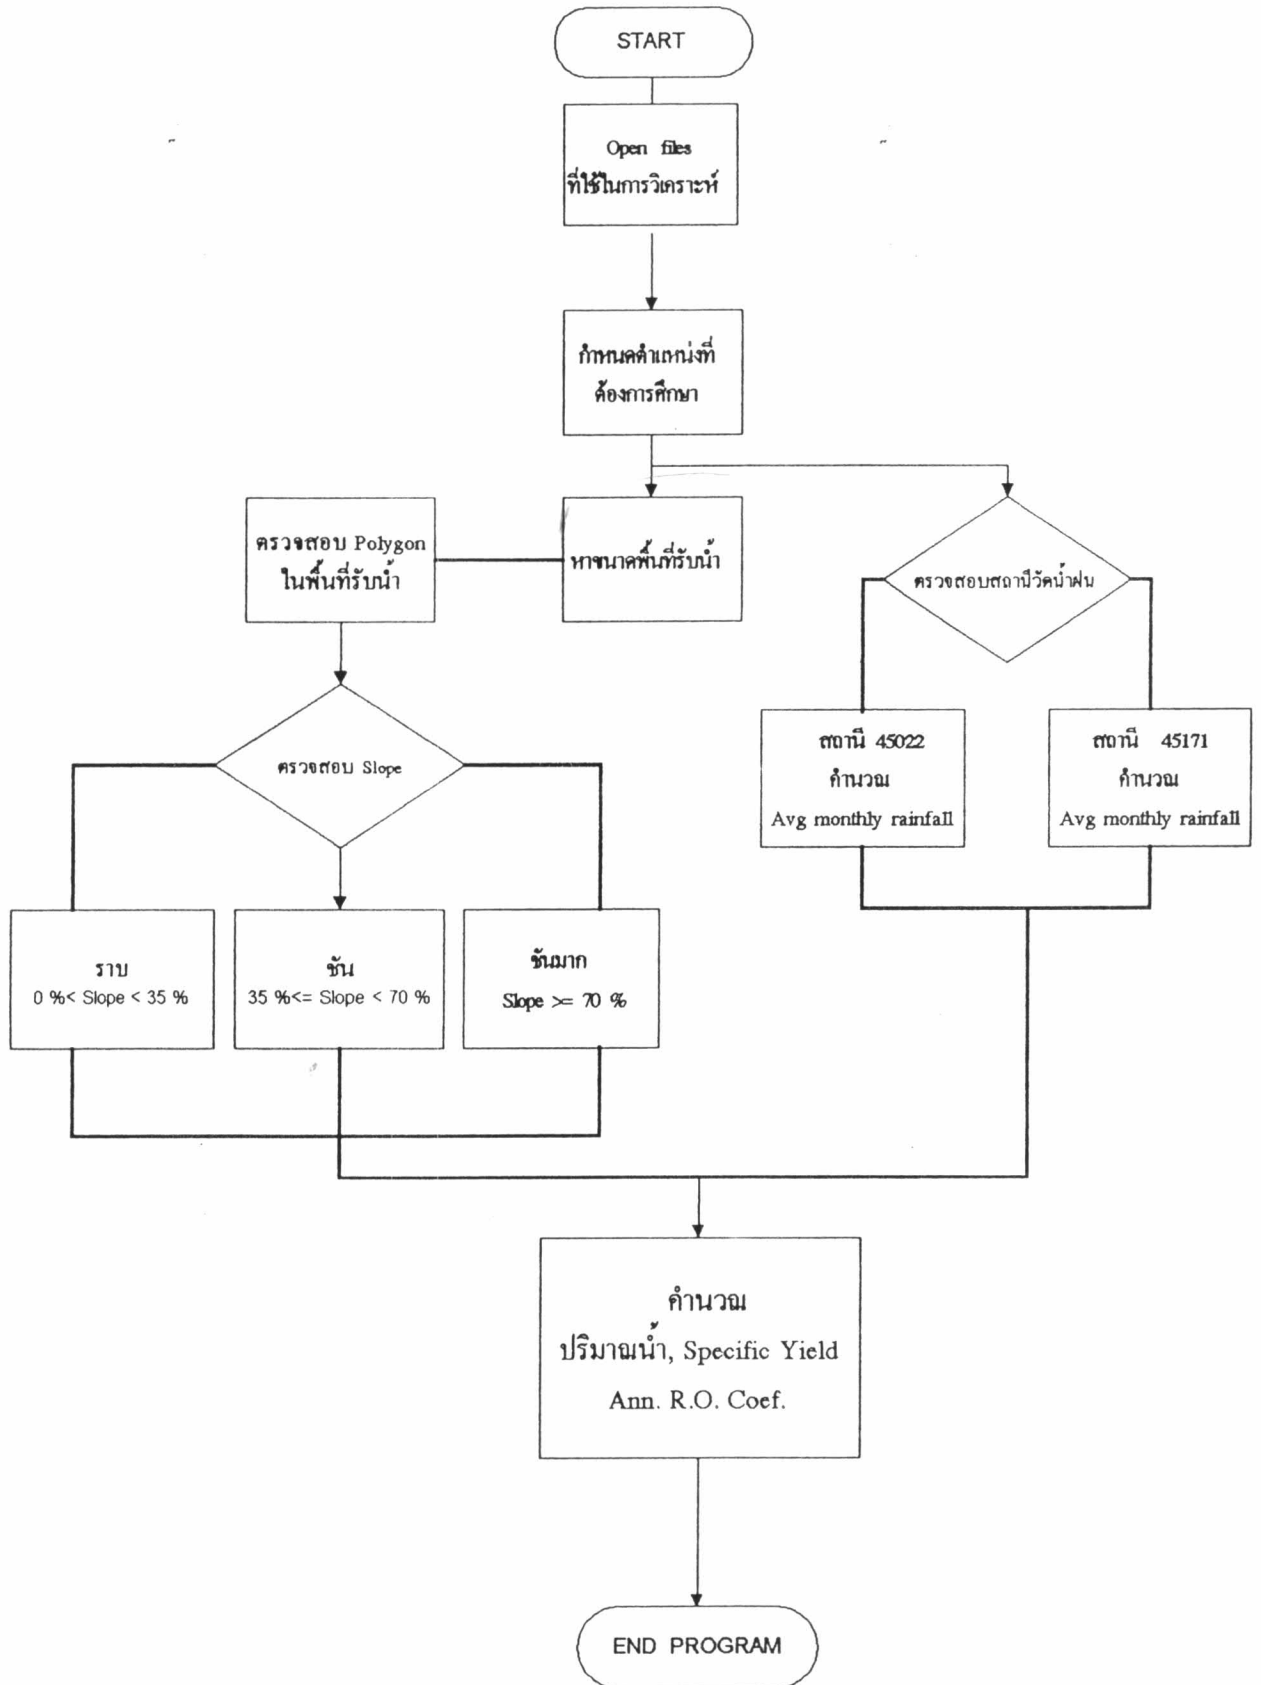 START
Open files
ที่ใช้ในการวิเคราะห์
กำหนดตำแหน่งที่
ต้องการศึกษา
ตรวจสอบ Polygon
ในพื้นที่รับน้ำ
หาขนาดพื้นที่รับน้ำ
ตรวจสอบสถานีวัดน้ำฝน
ตรวจสอบ Slope
สถานี 45022
คำนวณ
Avg monthly rainfall
สถานี 45171
คำนวณ
Avg monthly rainfall
ราบ
0 %< Slope < 35 %
ชัน
35 %<= Slope < 70 %
ชันมาก
Slope >= 70 %
คำนวณ
ปริมาณน้ำ, Specific Yield
Ann. R.O. Coef.
END PROGRAM